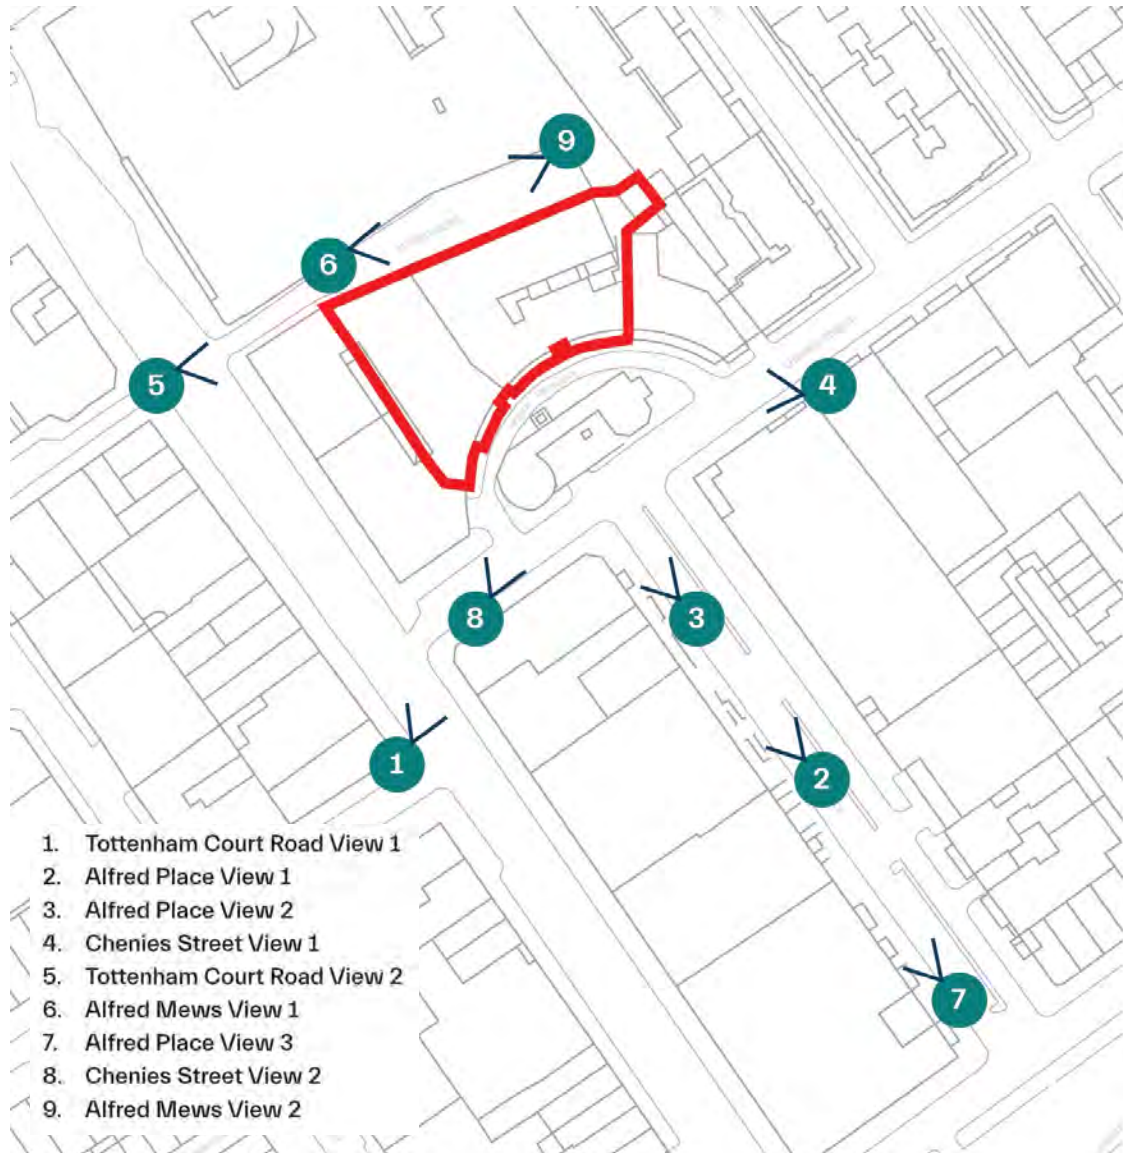 9
6
5
4
8
3
1
2
7
1. Tottenham Court Road View 1
2. Alfred Place View 1
3. Alfred Place View 2
4. Chenies Street View 1
5. Tottenham Court Road View 2
6. Alfred Mews View 1
7. Alfred Place View 3
8. Chenies Street View 2
9. Alfred Mews View 2